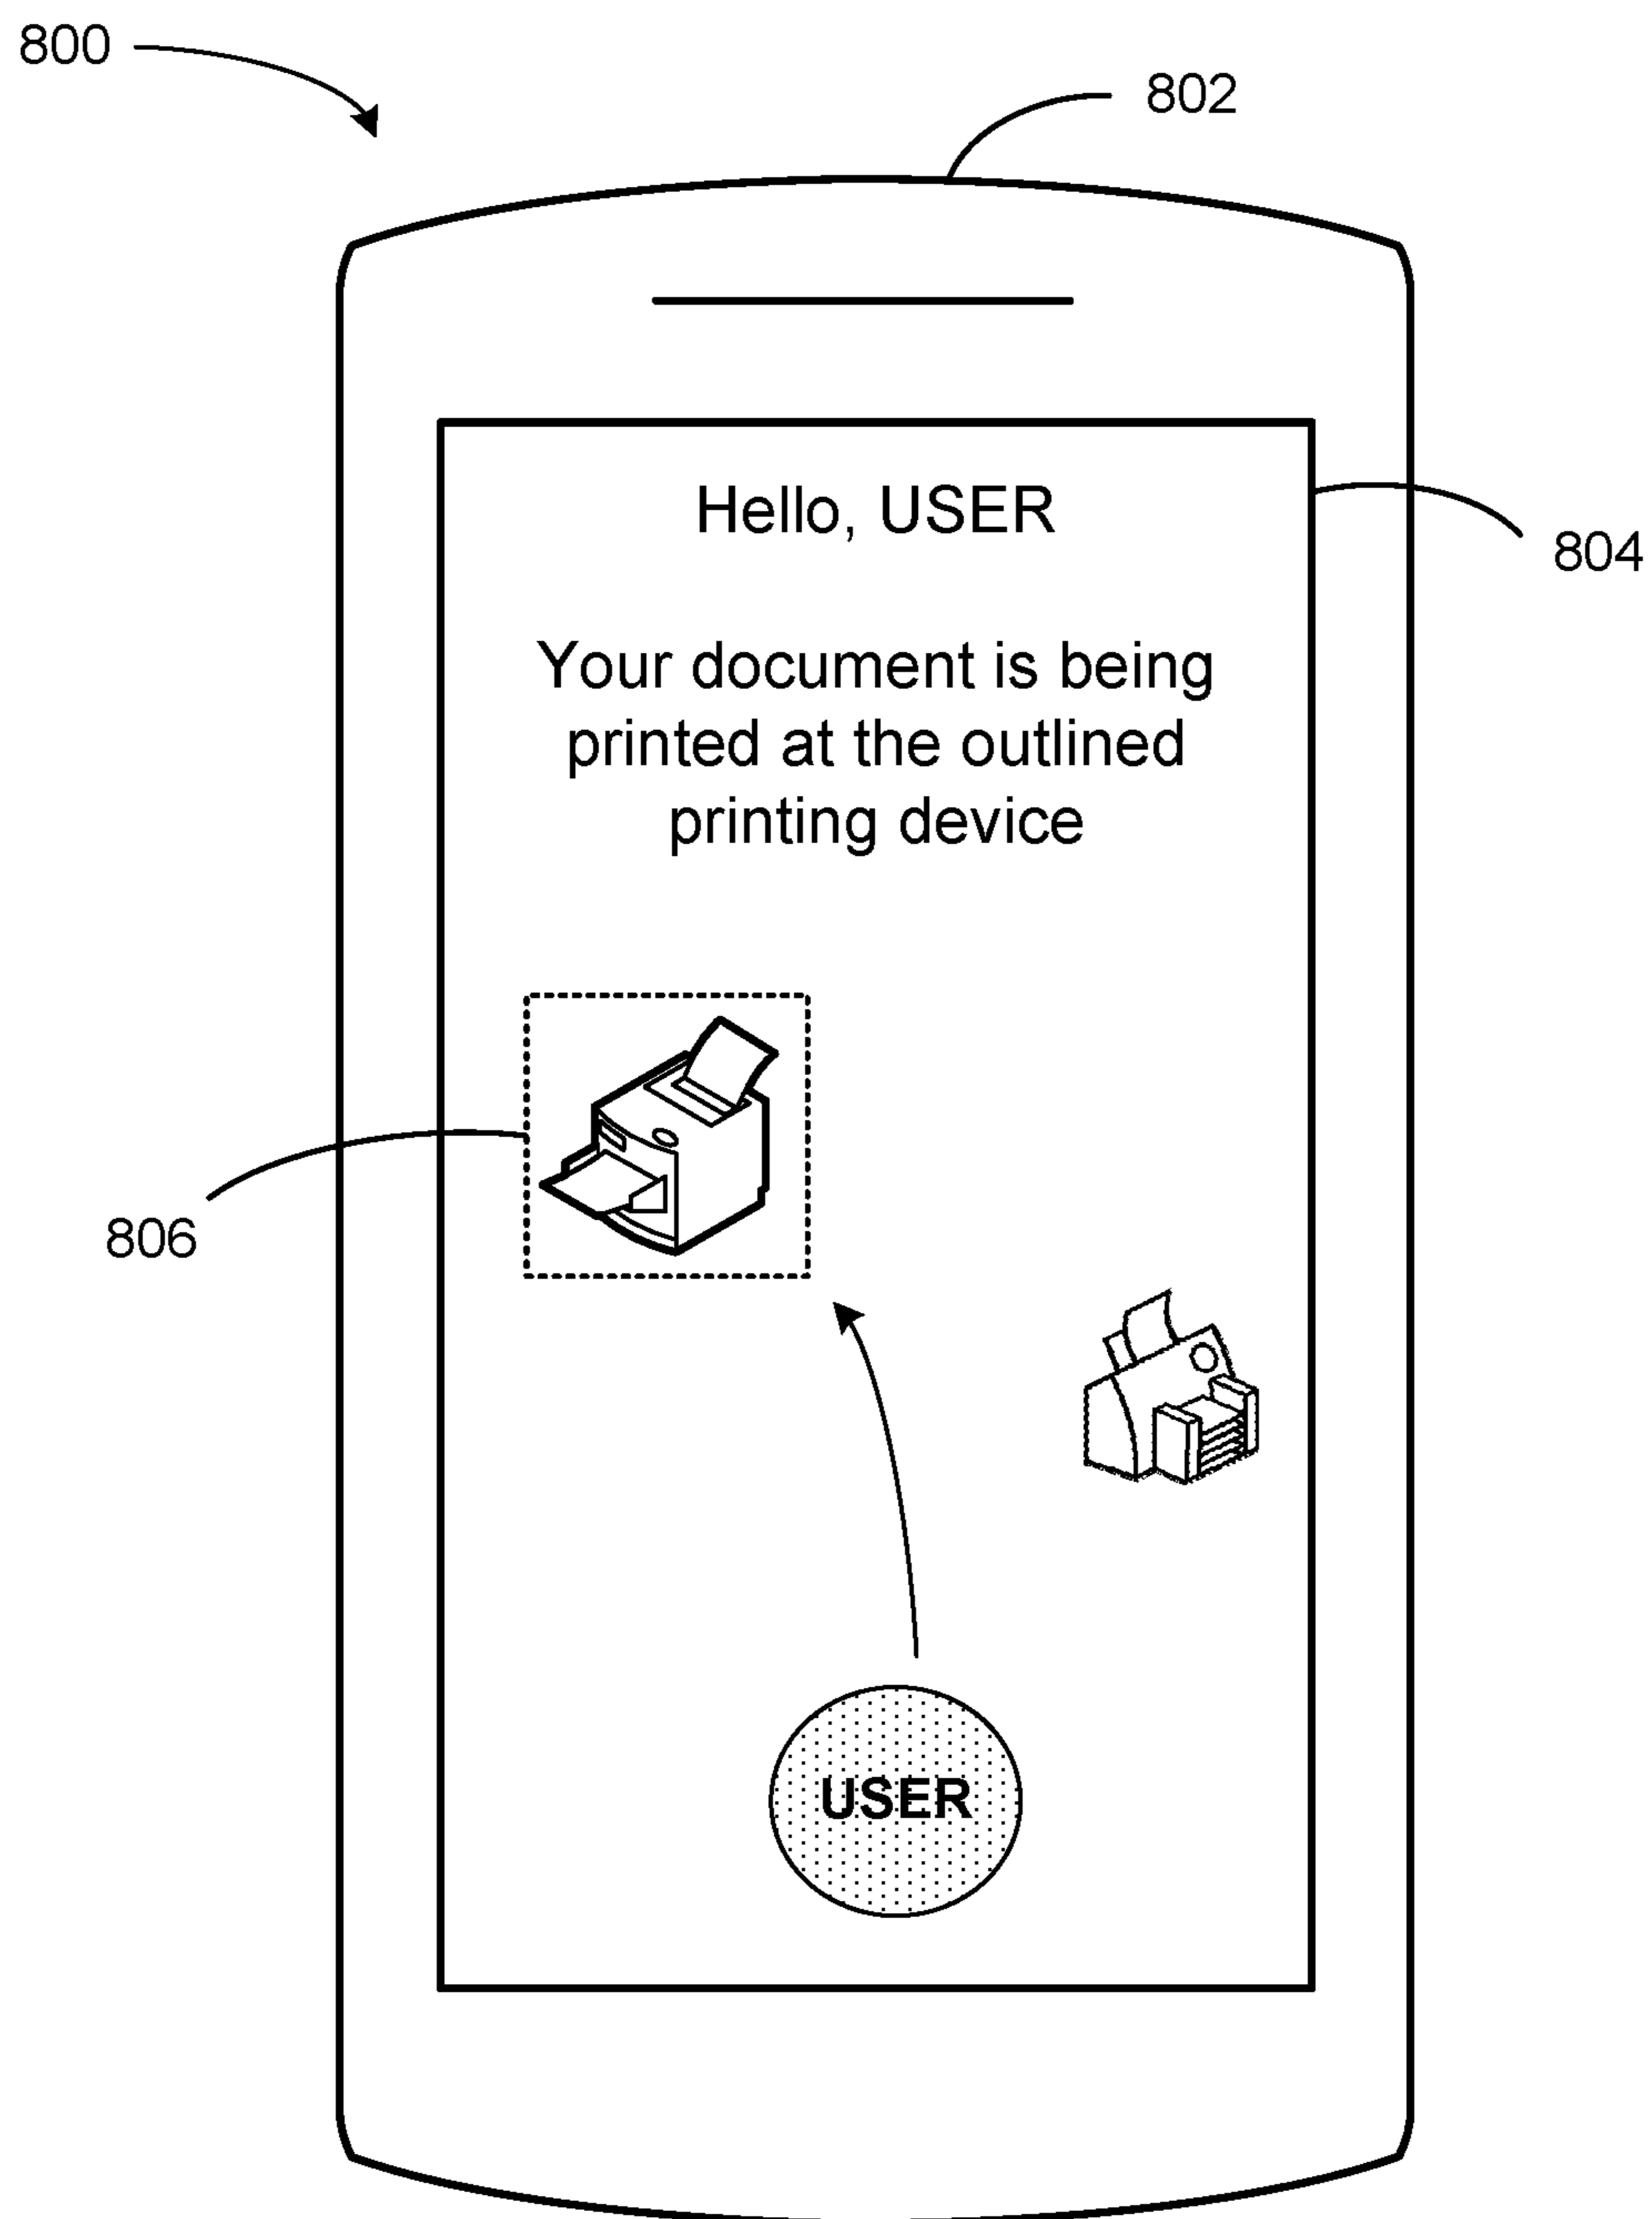 800
802
Hello, USER
804
Your document is being
printed at the outlined
printing device
806
USER